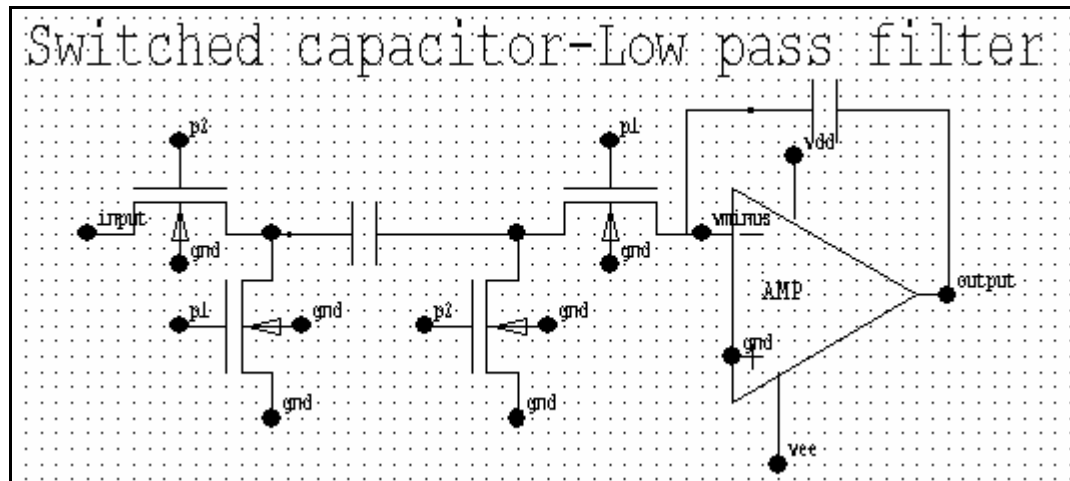 Switched capacitor-Low pass filter
p2
p1
vdd
input
gnd
gnd
vminus
p1
gnd
p2
gnd
AMP
output
gnd
gnd
gnd
vee